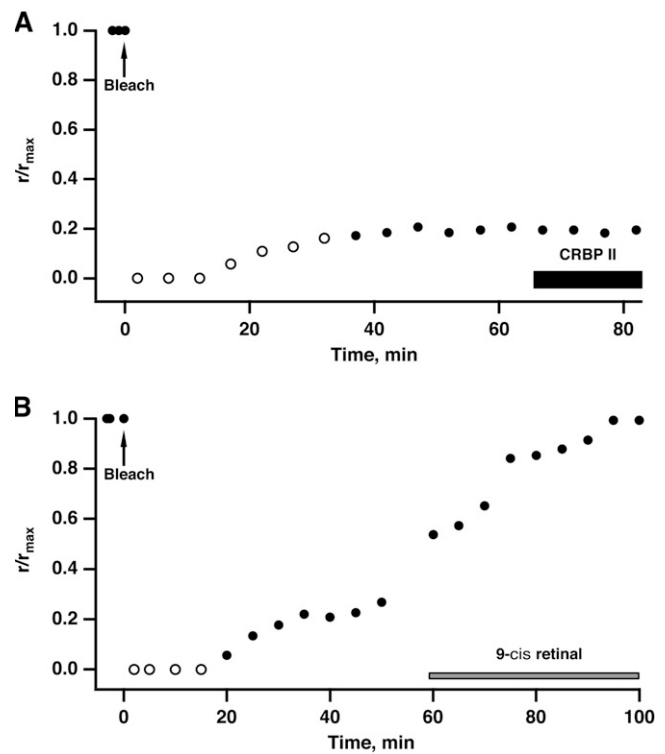 A
1.0
0.8
0.6
0.4
0.2
0.0
r/rmax
Bleach
CRBP II
0 20 40 60 80
Time, min
B
1.0
0.8
0.6
0.4
0.2
0.0
r/rmax
Bleach
9-cis retinal
0 20 40 60 80 100
Time, min